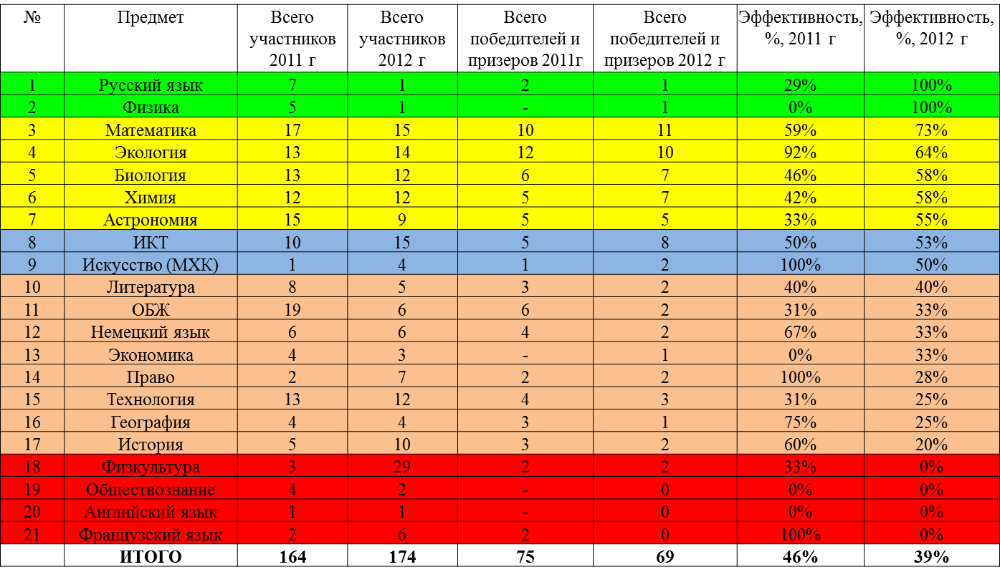 № Предмет Всего участников 2011 г Всего участников 2012 г Всего победителей и призеров 2011г Всего победителей и призеров 2012 г Эффективность, %, 2011 г Эффективность, %, 2012 г
1 Русский язык 7 1 2 1 29% 100%
2 Физика 5 1 - 1 0% 100%
3 Математика 17 15 10 11 59% 73%
4 Экология 13 14 12 10 92% 64%
5 Биология 13 12 6 7 46% 58%
6 Химия 12 12 5 7 42% 58%
7 Астрономия 15 9 5 5 33% 55%
8 ИКТ 10 15 5 8 50% 53%
9 Искусство (МХК) 1 4 1 2 100% 50%
10 Литература 8 5 3 2 40% 40%
11 ОБЖ 19 6 6 2 31% 33%
12 Немецкий язык 6 6 4 2 67% 33%
13 Экономика 4 3 - 1 0% 33%
14 Право 2 7 2 2 100% 28%
15 Технология 13 12 4 3 31% 25%
16 География 4 4 3 1 75% 25%
17 История 5 10 3 2 60% 20%
18 Физкультура 3 29 2 2 33% 0%
19 Обществознание 4 2 - 0 0% 0%
20 Английский язык 1 1 - 0 0% 0%
21 Французский язык 2 6 2 0 100% 0%
ИТОГО 164 174 75 69 46% 39%